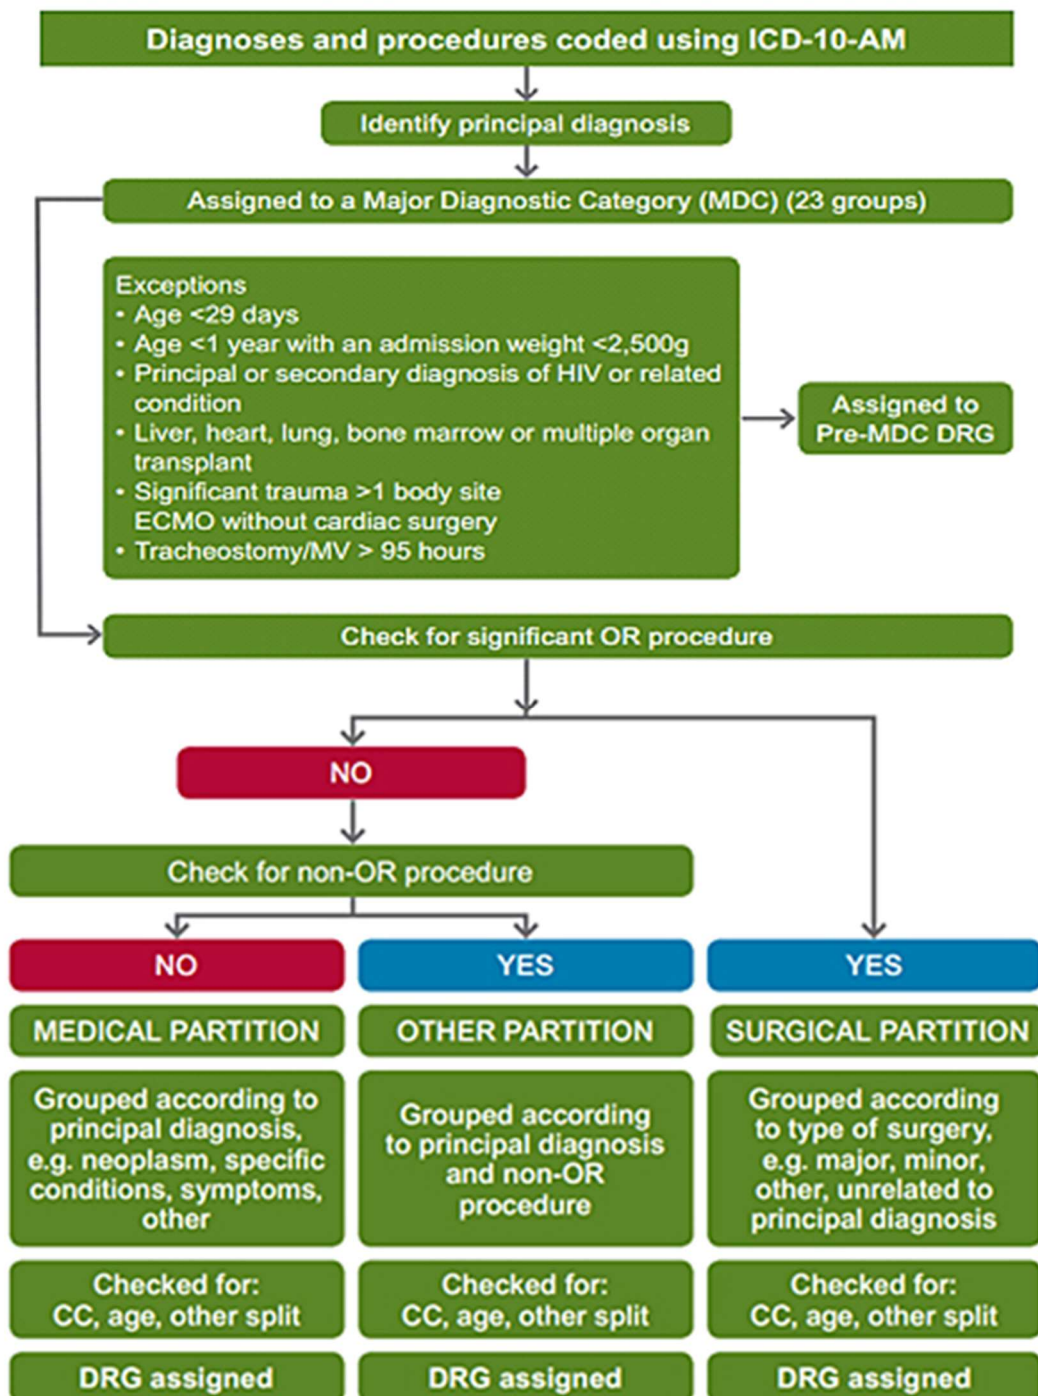 Diagnoses and procedures coded using ICD-10-AM
Identify principal diagnosis
Assigned to a Major Diagnostic Category (MDC) (23 groups)
Exceptions
• Age <29 days
• Age <1 year with an admission weight <2,500g
• Principal or secondary diagnosis of HIV or related
condition
• Liver, heart, lung, bone marrow or multiple organ
transplant
• Significant trauma >1 body site
ECMO without cardiac surgery
• Tracheostomy/MV > 95 hours
Assigned to
Pre-MDC DRG
Check for significant OR procedure
NO
Check for non-OR procedure
NO
MEDICAL PARTITION
Grouped according to
principal diagnosis,
e.g. neoplasm, specific
conditions, symptoms,
other
Checked for:
CC, age, other split
DRG assigned
YES
OTHER PARTITION
Grouped according
to principal diagnosis
and non-OR
procedure
Checked for:
CC, age, other split
DRG assigned
YES
SURGICAL PARTITION
Grouped according
to type of surgery,
e.g. major, minor,
other, unrelated to
principal diagnosis
Checked for:
CC, age, other split
DRG assigned